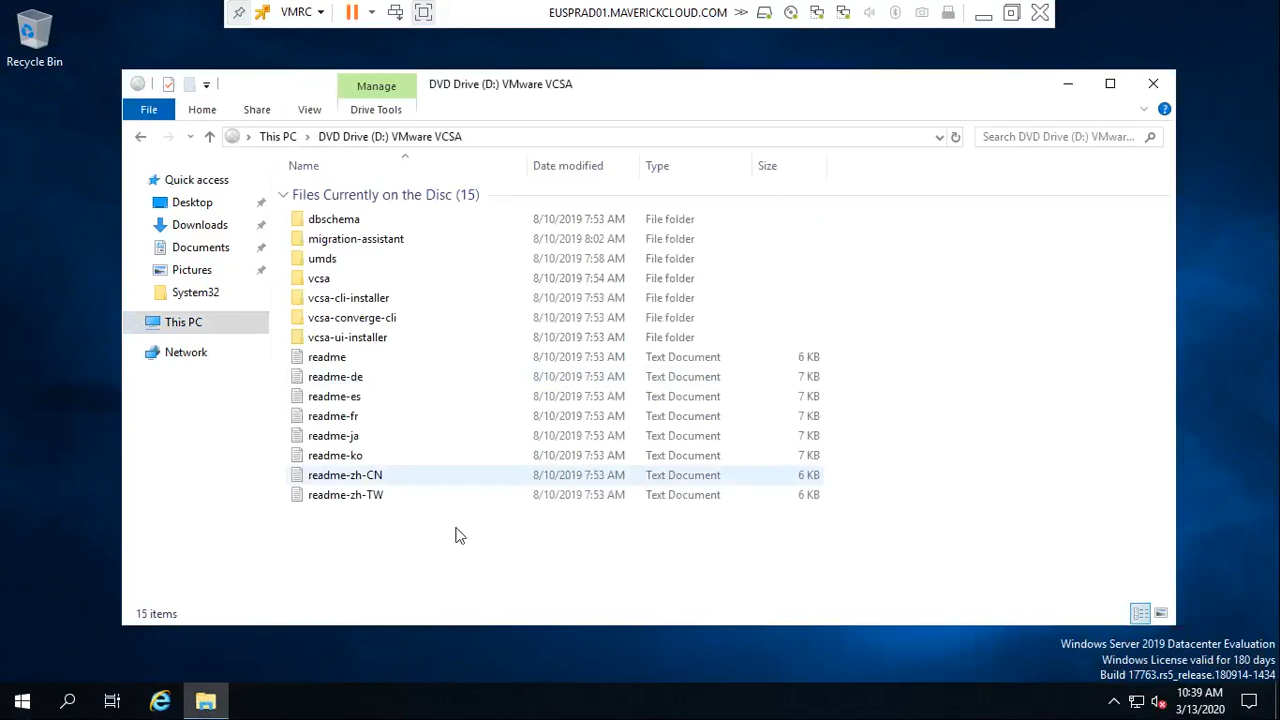 VMRC
EUSPRAD01.MAVERICKCLOUD.COM
Recycle Bin
Manage
DVD Drive (D:) VMware VCSA
File
Home
Share
View
Drive Tools
This PC
DVD Drive (D:) VMware VCSA
Search DVD Drive (D:) VMwar...
Quick access
Desktop
Downloads
Documents
Pictures
System32
This PC
Network
Name Date modified Type Size
Files Currently on the Disc (15)
dbschema 8/10/2019 7:53 AM File folder
migration-assistant 8/10/2019 8:02 AM File folder
umds 8/10/2019 7:58 AM File folder
vcsa 8/10/2019 7:54 AM File folder
vcsa-cli-installer 8/10/2019 7:53 AM File folder
vcsa-converge-cli 8/10/2019 7:53 AM File folder
vcsa-ui-installer 8/10/2019 7:53 AM File folder
readme 8/10/2019 7:53 AM Text Document 6 KB
readme-de 8/10/2019 7:53 AM Text Document 7 KB
readme-es 8/10/2019 7:53 AM Text Document 7 KB
readme-fr 8/10/2019 7:53 AM Text Document 7 KB
readme-ja 8/10/2019 7:53 AM Text Document 7 KB
readme-ko 8/10/2019 7:53 AM Text Document 7 KB
readme-zh-CN 8/10/2019 7:53 AM Text Document 6 KB
readme-zh-TW 8/10/2019 7:53 AM Text Document 6 KB
15 items
Windows Server 2019 Datacenter Evaluation
Windows License valid for 180 days
Build 17763.rs5_release.180914-1434
10:39 AM
3/13/2020